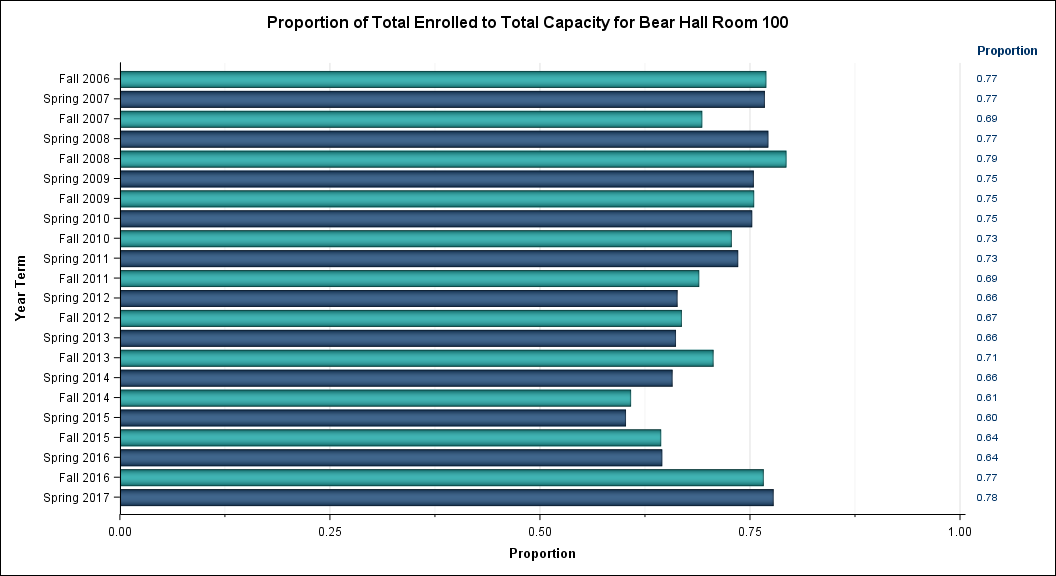 Proportion of Total Enrolled to Total Capacity for Bear Hall Room 100
Proportion
Fall 2006 0.77
Spring 2007 0.77
Fall 2007 0.69
Spring 2008 0.77
Fall 2008 0.79
Spring 2009 0.75
Fall 2009 0.75
Spring 2010 0.75
Fall 2010 0.73
Spring 2011 0.73
Fall 2011 0.69
Spring 2012 0.66
Fall 2012 0.67
Spring 2013 0.66
Fall 2013 0.71
Spring 2014 0.66
Fall 2014 0.61
Spring 2015 0.60
Fall 2015 0.64
Spring 2016 0.64
Fall 2016 0.77
Spring 2017 0.78
Year Term
0.00 0.25 0.50 0.75 1.00
Proportion